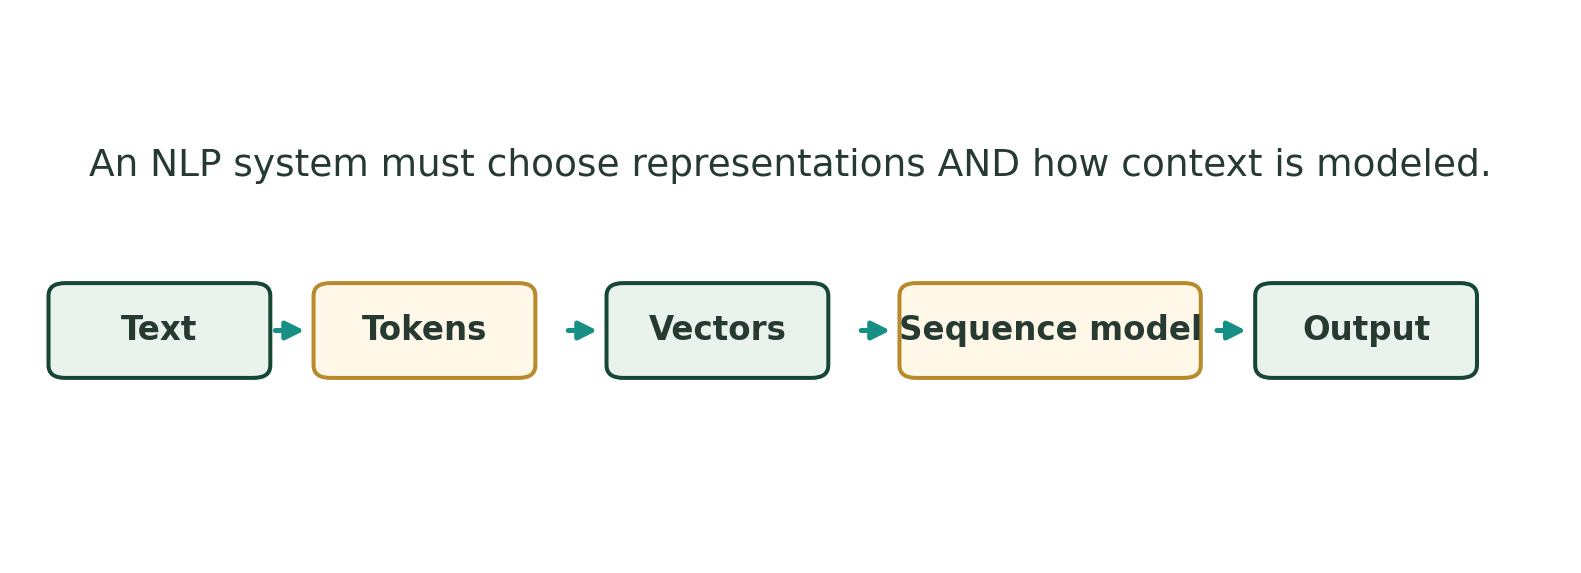 An NLP system must choose representations AND how context is modeled.
Text
Tokens
Vectors
Sequence model
Output